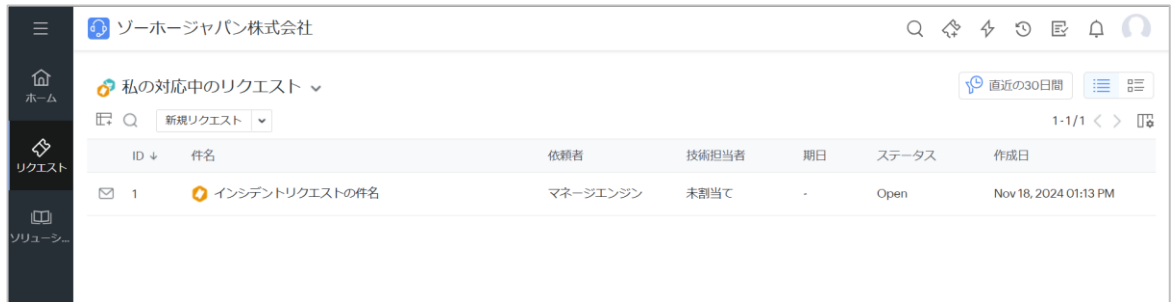 ゾーホージャパン株式会社
ホーム
私の対応中のリクエスト
直近の30日間
新規リクエスト
1-1/1
リクエスト
ID 件名 依頼者 技術担当者 期日 ステータス 作成日
1 インシデントリクエストの件名 マネージエンジン 未割当て - Open Nov 18, 2024 01:13 PM
ソリューシ...